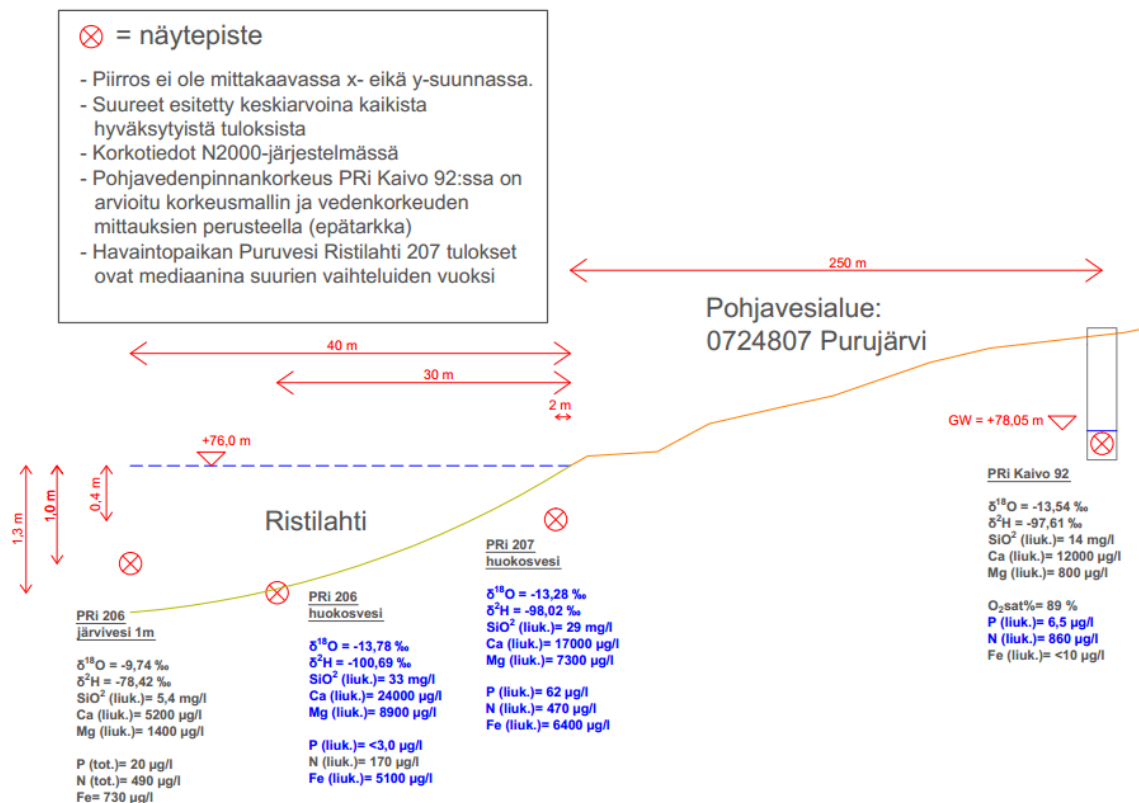 = näytepiste
- Piirros ei ole mittakaavassa x- eikä y-suunnassa.
- Suureet esitetty keskiarvoina kaikista
hyväksytyistä tuloksista
- Korkotiedot N2000-järjestelmässä
- Pohjavedenpinnankorkeus PRi Kaivo 92:ssa on
arvioitu korkeusmallin ja vedenkorkeuden
mittauksien perusteella (epätarkka)
- Havaintopaikan Puruvesi Ristilahti 207 tulokset
ovat mediaanina suurien vaihteluiden vuoksi
250 m
Pohjavesialue:
0724807 Purujärvi
40 m
30 m
2 m
GW = +78,05 m
+76,0 m
1,3 m
1,0 m
0,4 m
Ristilahti
PRi 206
järvivesi 1m
δ¹⁸O = -9,74 ‰
δ²H = -78,42 ‰
SiO² (liuk.)= 5,4 mg/l
Ca (liuk.)= 5200 µg/l
Mg (liuk.)= 1400 µg/l
P (tot.)= 20 µg/l
N (tot.)= 490 µg/l
Fe= 730 µg/l
PRi 206
huokosvesi
δ¹⁸O = -13,78 ‰
δ²H = -100,69 ‰
SiO² (liuk.)= 33 mg/l
Ca (liuk.)= 24000 µg/l
Mg (liuk.)= 8900 µg/l
P (liuk.)= <3,0 µg/l
N (liuk.)= 170 µg/l
Fe (liuk.)= 5100 µg/l
PRi 207
huokosvesi
δ¹⁸O = -13,28 ‰
δ²H = -98,02 ‰
SiO² (liuk.)= 29 mg/l
Ca (liuk.)= 17000 µg/l
Mg (liuk.)= 7300 µg/l
P (liuk.)= 62 µg/l
N (liuk.)= 470 µg/l
Fe (liuk.)= 6400 µg/l
PRi Kaivo 92
δ¹⁸O = -13,54 ‰
δ²H = -97,61 ‰
SiO² (liuk.)= 14 mg/l
Ca (liuk.)= 12000 µg/l
Mg (liuk.)= 800 µg/l
O₂sat%= 89 %
P (liuk.)= 6,5 µg/l
N (liuk.)= 860 µg/l
Fe (liuk.)= <10 µg/l